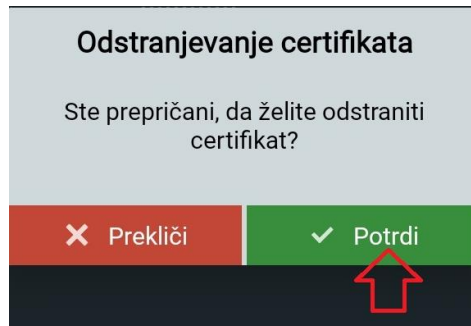 Odstranjevanje certifikata
Ste prepričani, da želite odstraniti
certifikat?
Prekliči
Potrdi